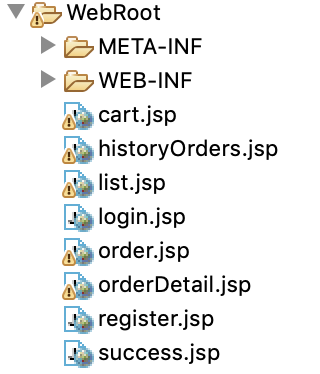 WebRoot
META-INF
WEB-INF
cart.jsp
historyOrders.jsp
list.jsp
login.jsp
order.jsp
orderDetail.jsp
register.jsp
success.jsp